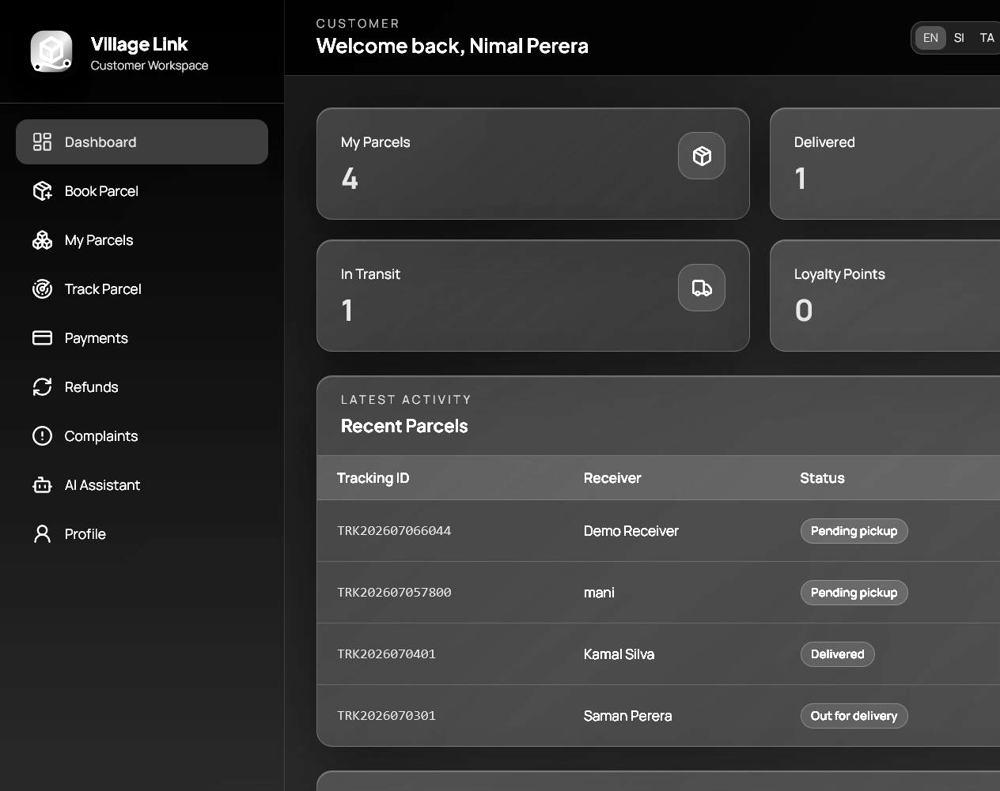 Village Link
Customer Workspace
Dashboard
Book Parcel
My Parcels
Track Parcel
Payments
Refunds
Complaints
AI Assistant
Profile
CUSTOMER
Welcome back, Nimal Perera
EN SI TA
My Parcels
4
Delivered
1
In Transit
1
Loyalty Points
0
LATEST ACTIVITY
Recent Parcels
Tracking ID Receiver Status
TRK202607066044 Demo Receiver Pending pickup
TRK202607057800 mani Pending pickup
TRK2026070401 Kamal Silva Delivered
TRK2026070301 Saman Perera Out for delivery